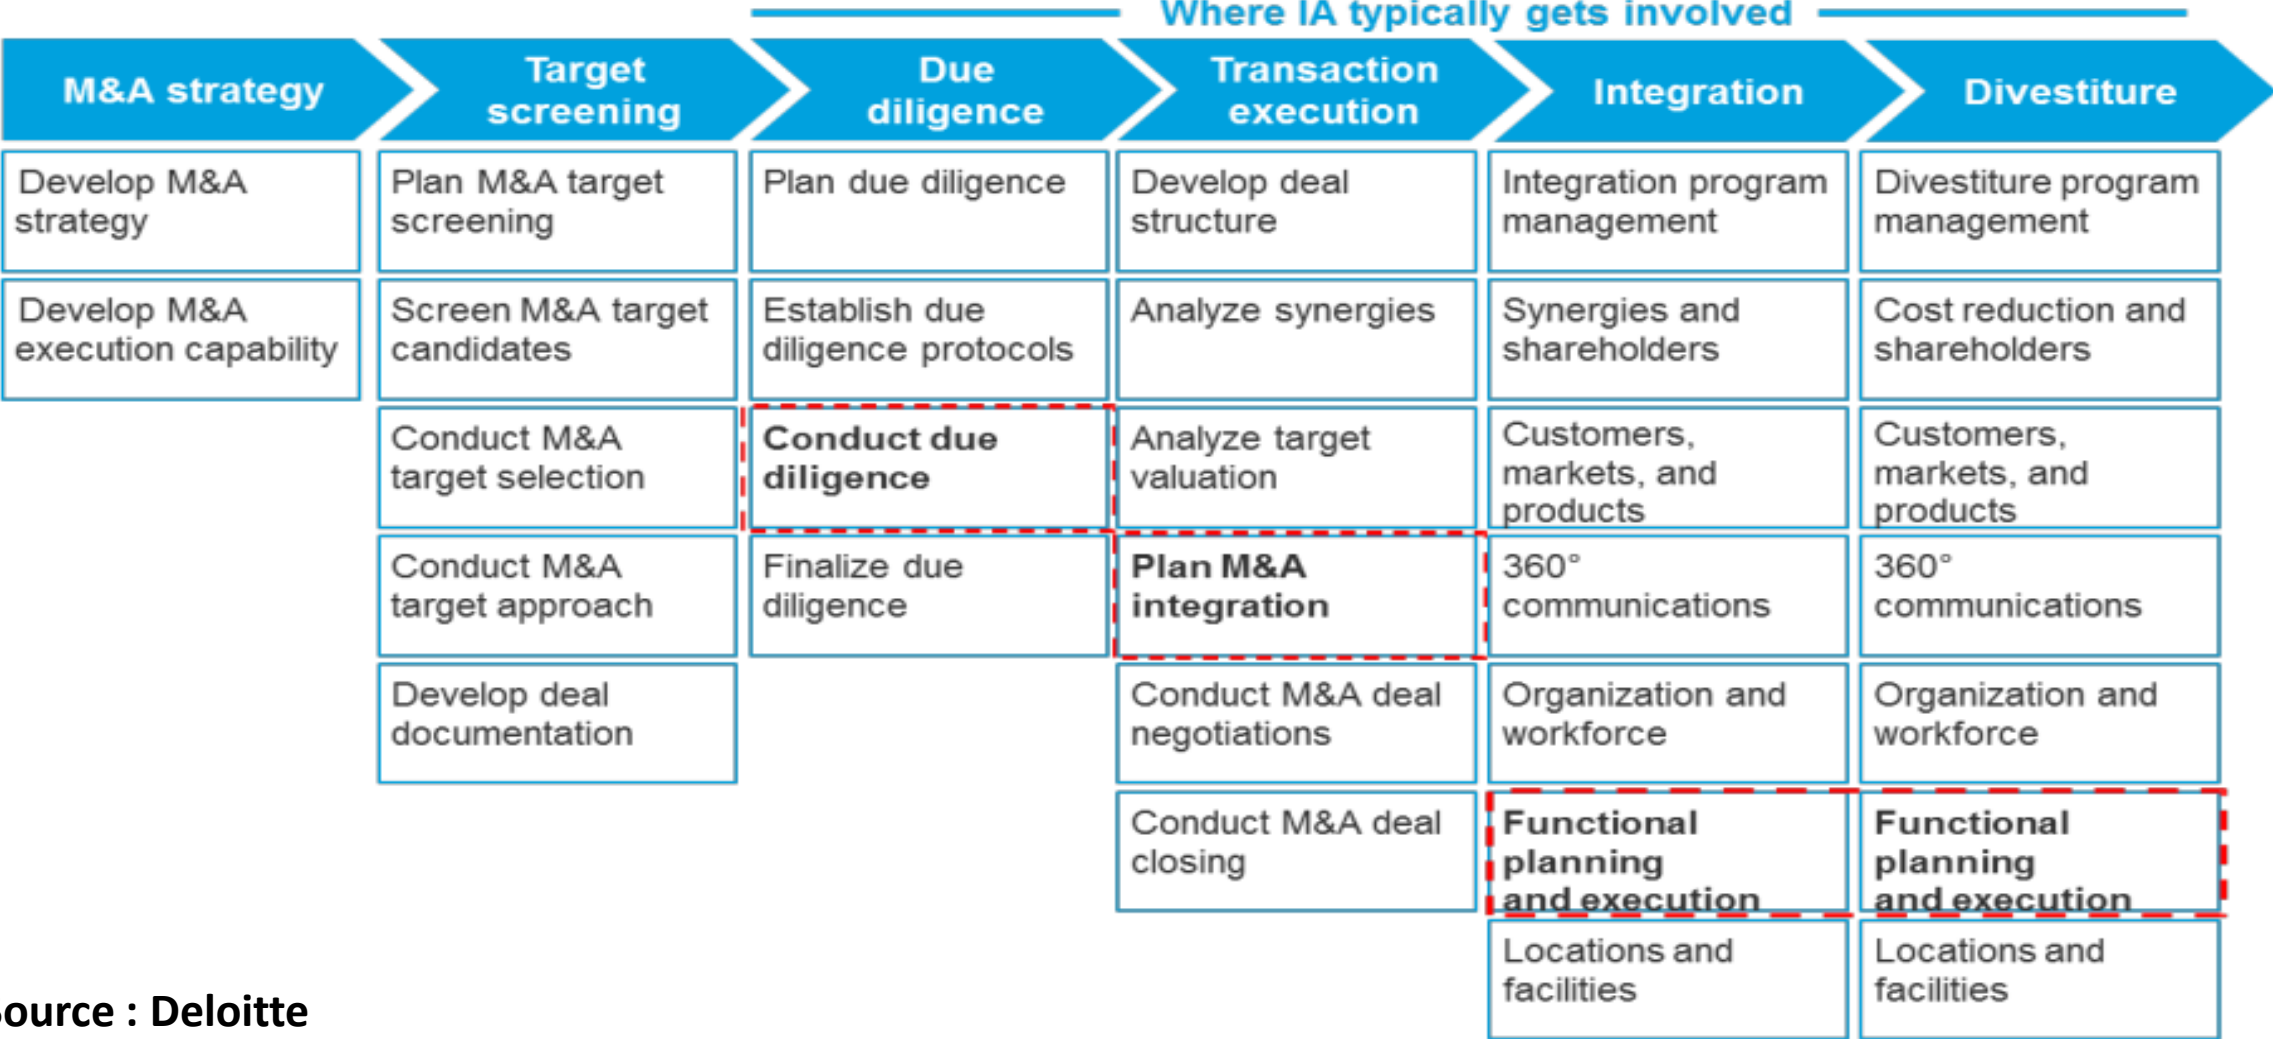 Where IA typically gets involved
M&A strategy
Target
screening
Due
diligence
Transaction
execution
Integration
Divestiture
Develop M&A
strategy
Plan M&A target
screening
Plan due diligence
Develop deal
structure
Integration program
management
Divestiture program
management
Develop M&A
execution capability
Screen M&A target
candidates
Establish due
diligence protocols
Analyze synergies
Synergies and
shareholders
Cost reduction and
shareholders
Conduct M&A
target selection
Conduct due
diligence
Analyze target
valuation
Customers,
markets, and
products
Customers,
markets, and
products
Conduct M&A
target approach
Finalize due
diligence
Plan M&A
integration
360°
communications
360°
communications
Develop deal
documentation
Conduct M&A deal
negotiations
Organization and
workforce
Organization and
workforce
Conduct M&A deal
closing
Functional
planning
and execution
Functional
planning
and execution
Locations and
facilities
Locations and
facilities
Source : Deloitte